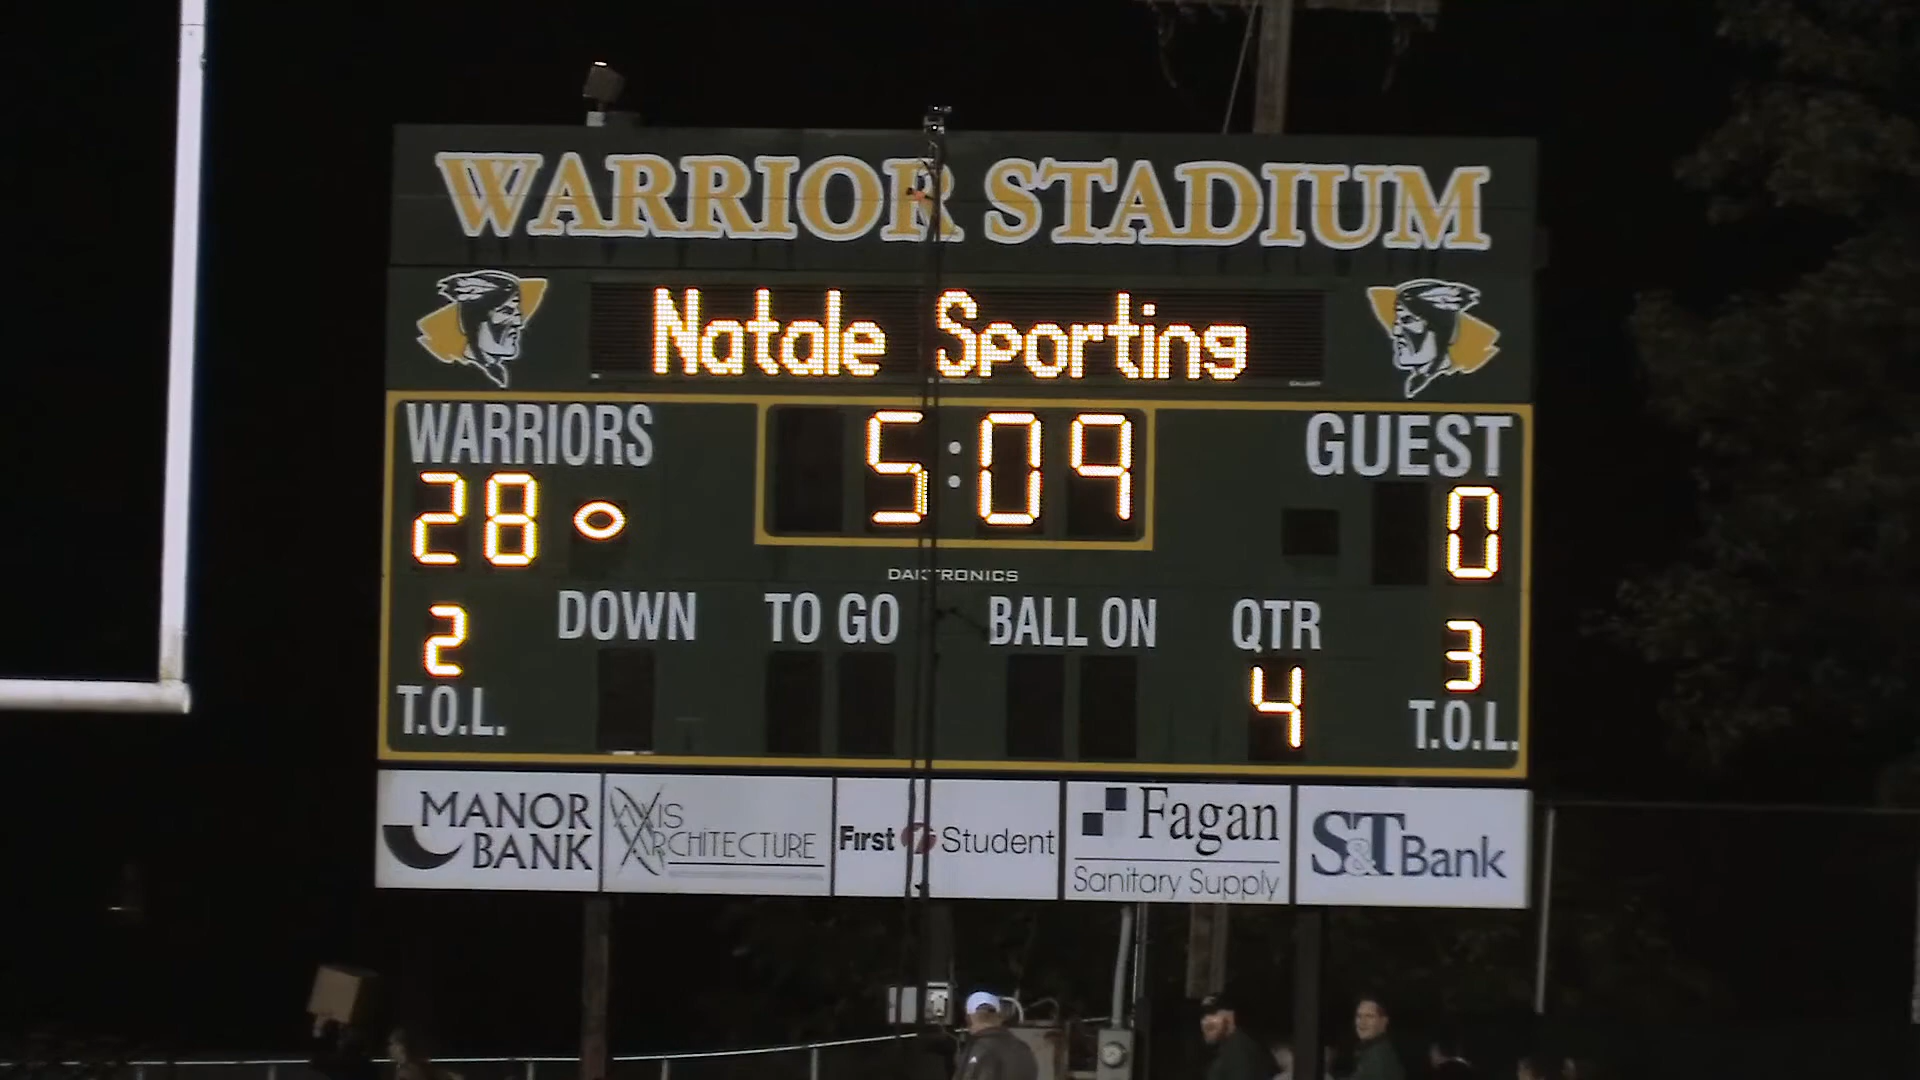 WARRIOR STADIUM
Natale Sporting
WARRIORS
5:09
GUEST
28
0
DAKTRONICS
2
DOWN
TO GO
BALL ON
QTR
3
4
T.O.L.
T.O.L.
MANOR
BANK
AXIS
ARCHITECTURE
First Student
Fagan
Sanitary Supply
S&T Bank